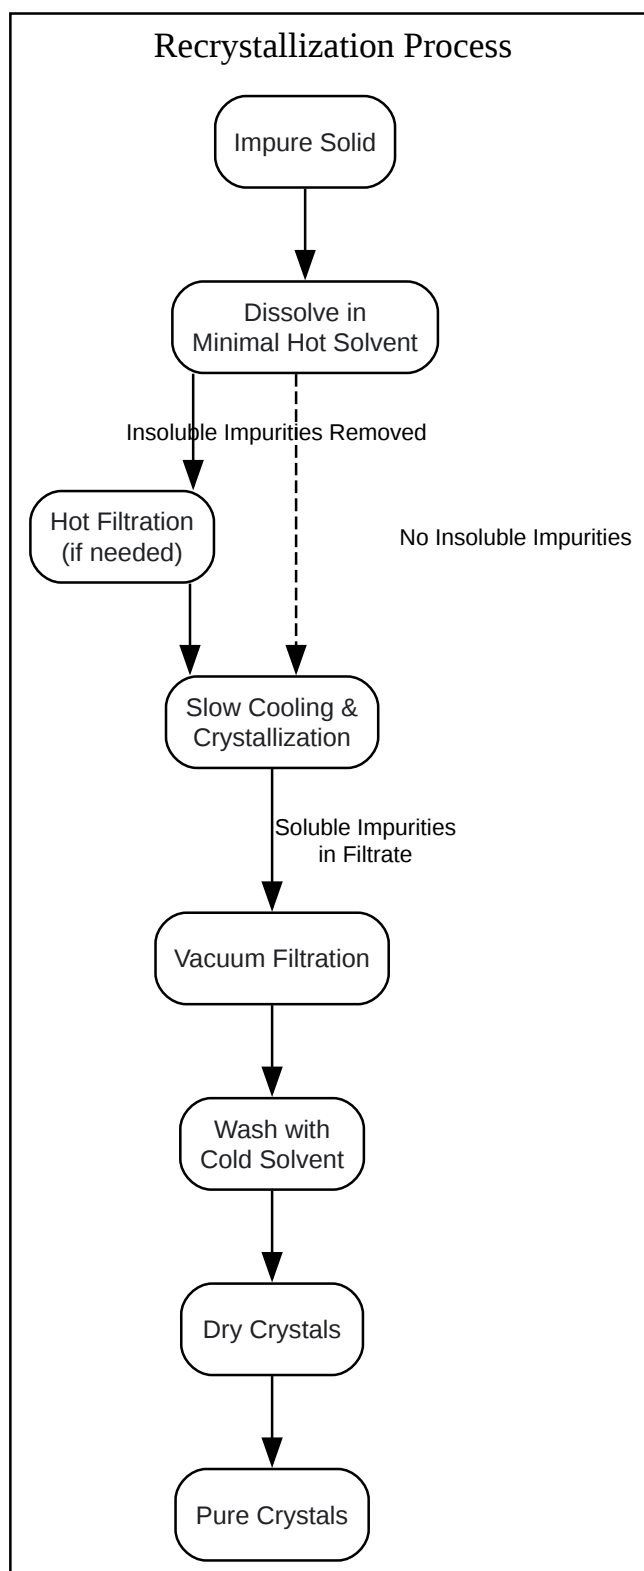 Recrystallization Process
Impure Solid
Dissolve in
Minimal Hot Solvent
Insoluble Impurities Removed
Hot Filtration
(if needed)
No Insoluble Impurities
Slow Cooling &
Crystallization
Soluble Impurities
in Filtrate
Vacuum Filtration
Wash with
Cold Solvent
Dry Crystals
Pure Crystals